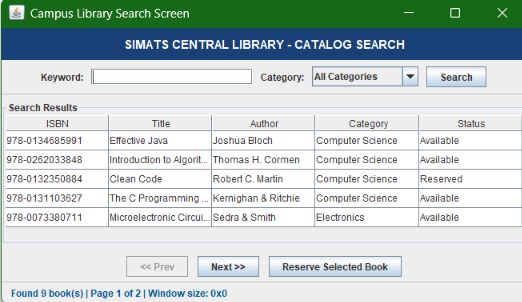 Campus Library Search Screen
SIMATS CENTRAL LIBRARY - CATALOG SEARCH
Keyword: Category: All Categories Search
Search Results
ISBN Title Author Category Status
978-0134685991 Effective Java Joshua Bloch Computer Science Available
978-0262033848 Introduction to Algorit... Thomas H. Cormen Computer Science Available
978-0132350884 Clean Code Robert C. Martin Computer Science Reserved
978-0131103627 The C Programming ... Kernighan & Ritchie Computer Science Available
978-0073380711 Microelectronic Circui... Sedra & Smith Electronics Available
<< Prev Next >> Reserve Selected Book
Found 9 book(s) | Page 1 of 2 | Window size: 0x0